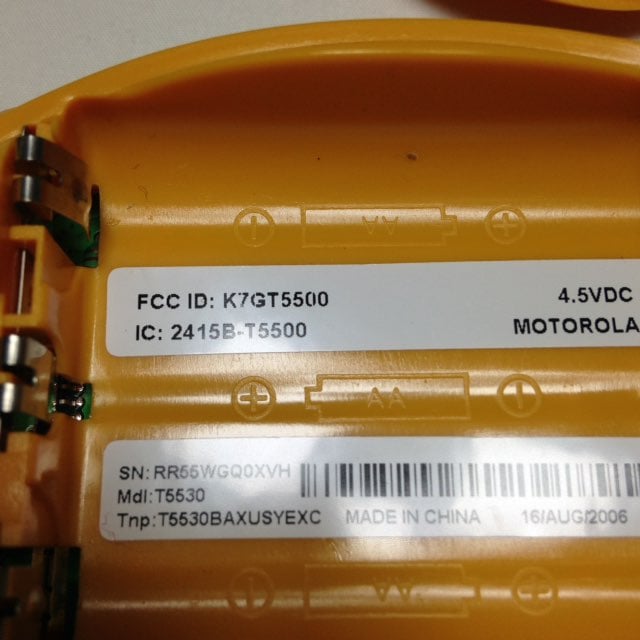 AA
FCC ID: K7GT5500
4.5VDC
IC: 2415B-T5500
MOTOROLA
AA
SN: RR55WGQ0XVH
Mdl: T5530
Tnp: T5530BAXUSYEXC MADE IN CHINA 16/AUG/2006
AA